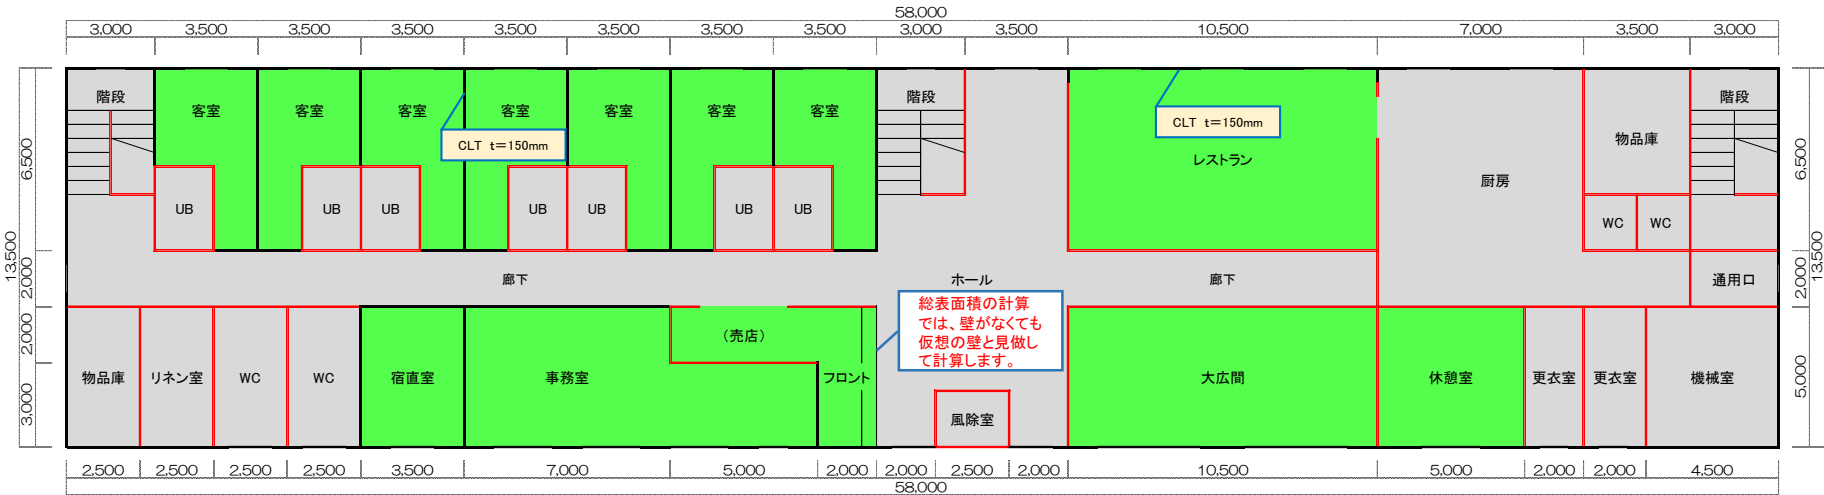 58,000
3,000 3,500 3,500 3,500 3,500 3,500 3,500 3,500 3,000 3,500 10,500 7,000 3,500 3,000
階段 客室 客室 客室 客室 客室 客室 客室 階段 階段
CLT t=150mm CLT t=150mm
物品庫
レストラン
厨房
6,500 6,500
UB UB UB UB UB UB UB
WC WC
13,500 13,500
2,000 廊下 ホール 廊下 通用口 2,000
総表面積の計算
では、壁がなくても
仮想の壁と見做し
て計算します。
2,000
(売店)
物品庫 リネン室 WC WC 宿直室 事務室 フロント 大広間 休憩室 更衣室 更衣室 機械室
3,000 5,000
風除室
2,500 2,500 2,500 2,500 3,500 7,000 5,000 2,000 2,000 2,500 2,000 10,500 5,000 2,000 2,000 4,500
58,000